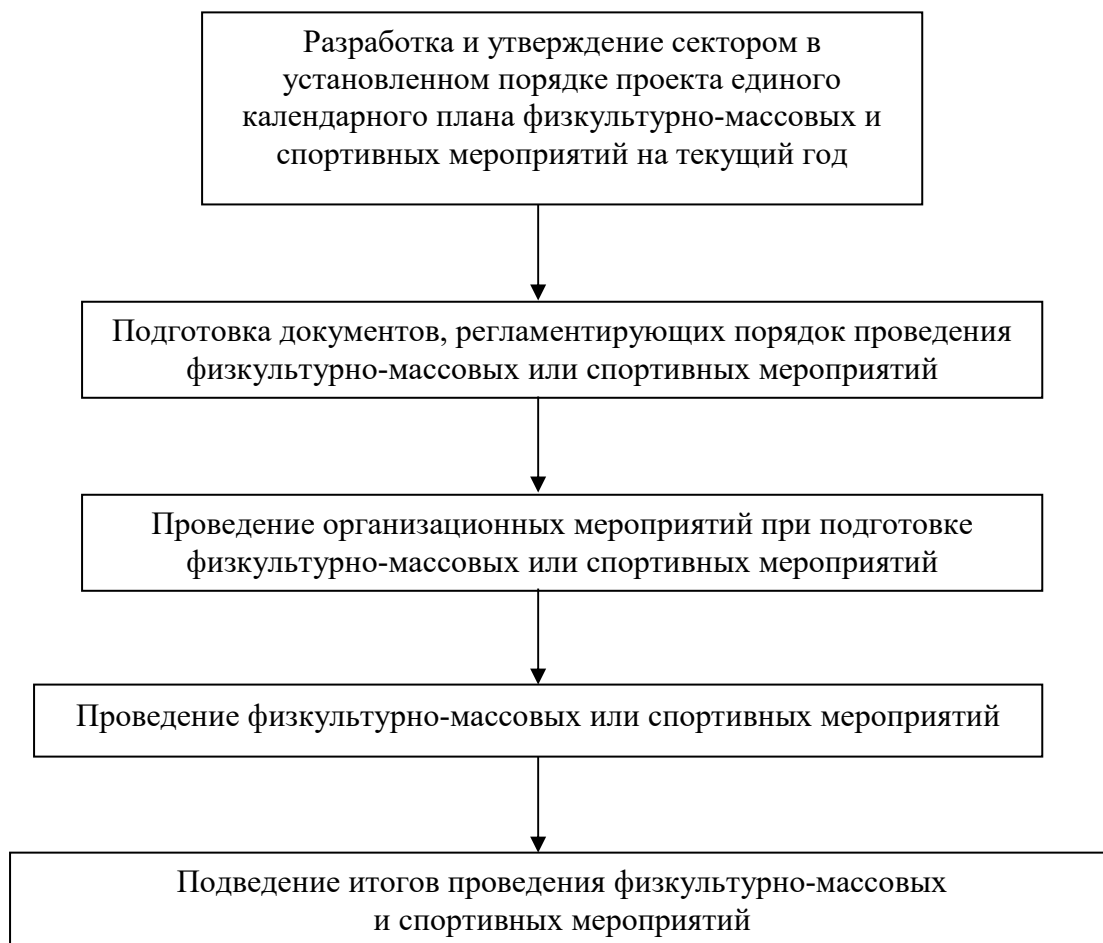 Разработка и утверждение сектором в
установленном порядке проекта единого
календарного плана физкультурно-массовых и
спортивных мероприятий на текущий год
Подготовка документов, регламентирующих порядок проведения
физкультурно-массовых или спортивных мероприятий
Проведение организационных мероприятий при подготовке
физкультурно-массовых или спортивных мероприятий
Проведение физкультурно-массовых или спортивных мероприятий
Подведение итогов проведения физкультурно-массовых
и спортивных мероприятий